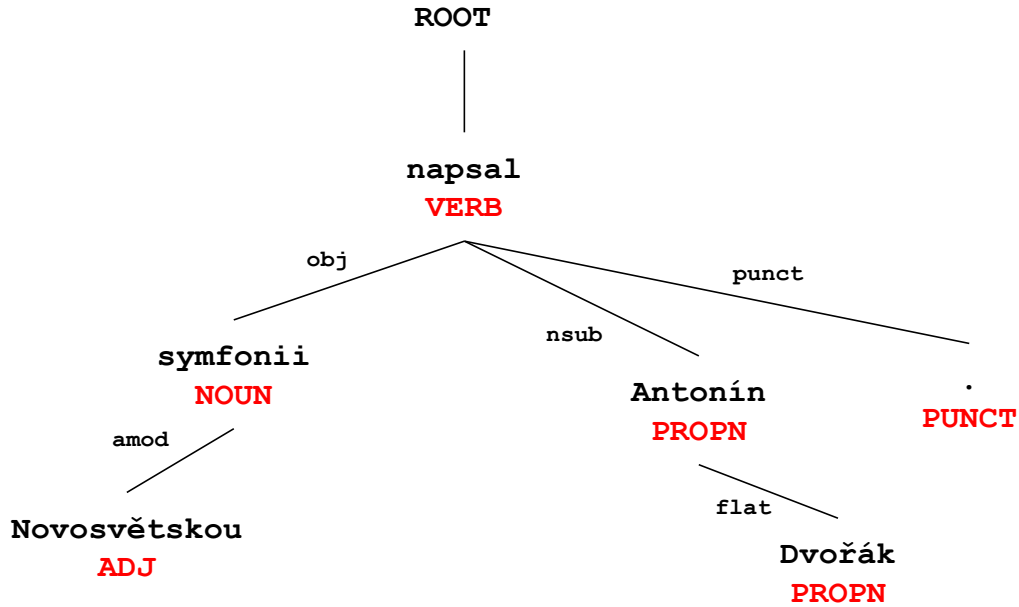 ROOT
napsal
VERB
obj
punct
nsub
symfonii
NOUN
Antonín
PROPN
.
PUNCT
amod
flat
Novosvětskou
ADJ
Dvořák
PROPN